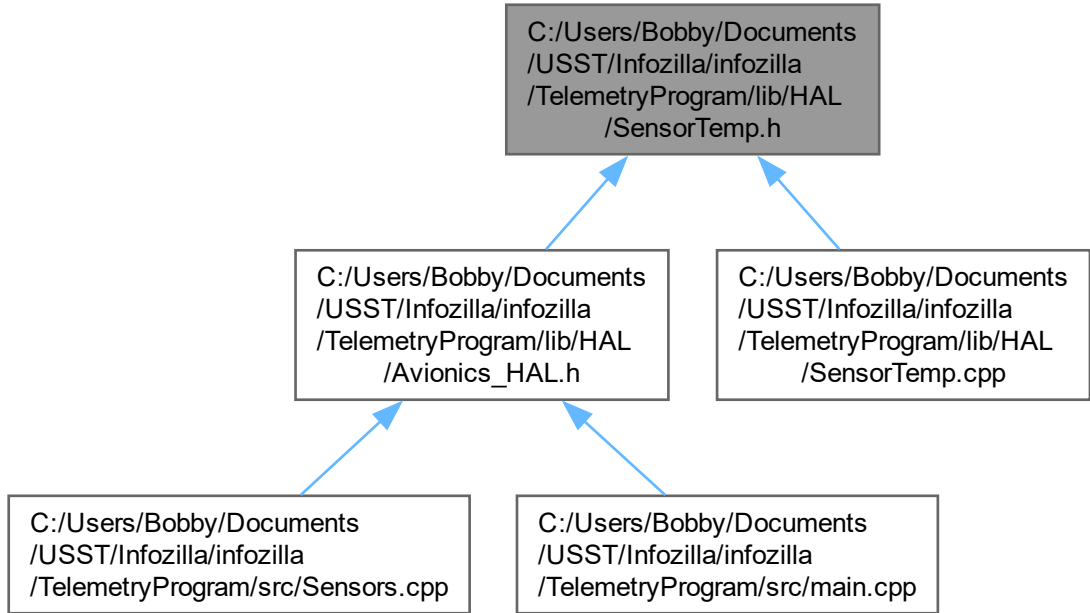 C:/Users/Bobby/Documents
/USST/Infozilla/infozilla
/TelemetryProgram/lib/HAL
/SensorTemp.h
C:/Users/Bobby/Documents
/USST/Infozilla/infozilla
/TelemetryProgram/lib/HAL
/Avionics_HAL.h
C:/Users/Bobby/Documents
/USST/Infozilla/infozilla
/TelemetryProgram/lib/HAL
/SensorTemp.cpp
C:/Users/Bobby/Documents
/USST/Infozilla/infozilla
/TelemetryProgram/src/Sensors.cpp
C:/Users/Bobby/Documents
/USST/Infozilla/infozilla
/TelemetryProgram/src/main.cpp